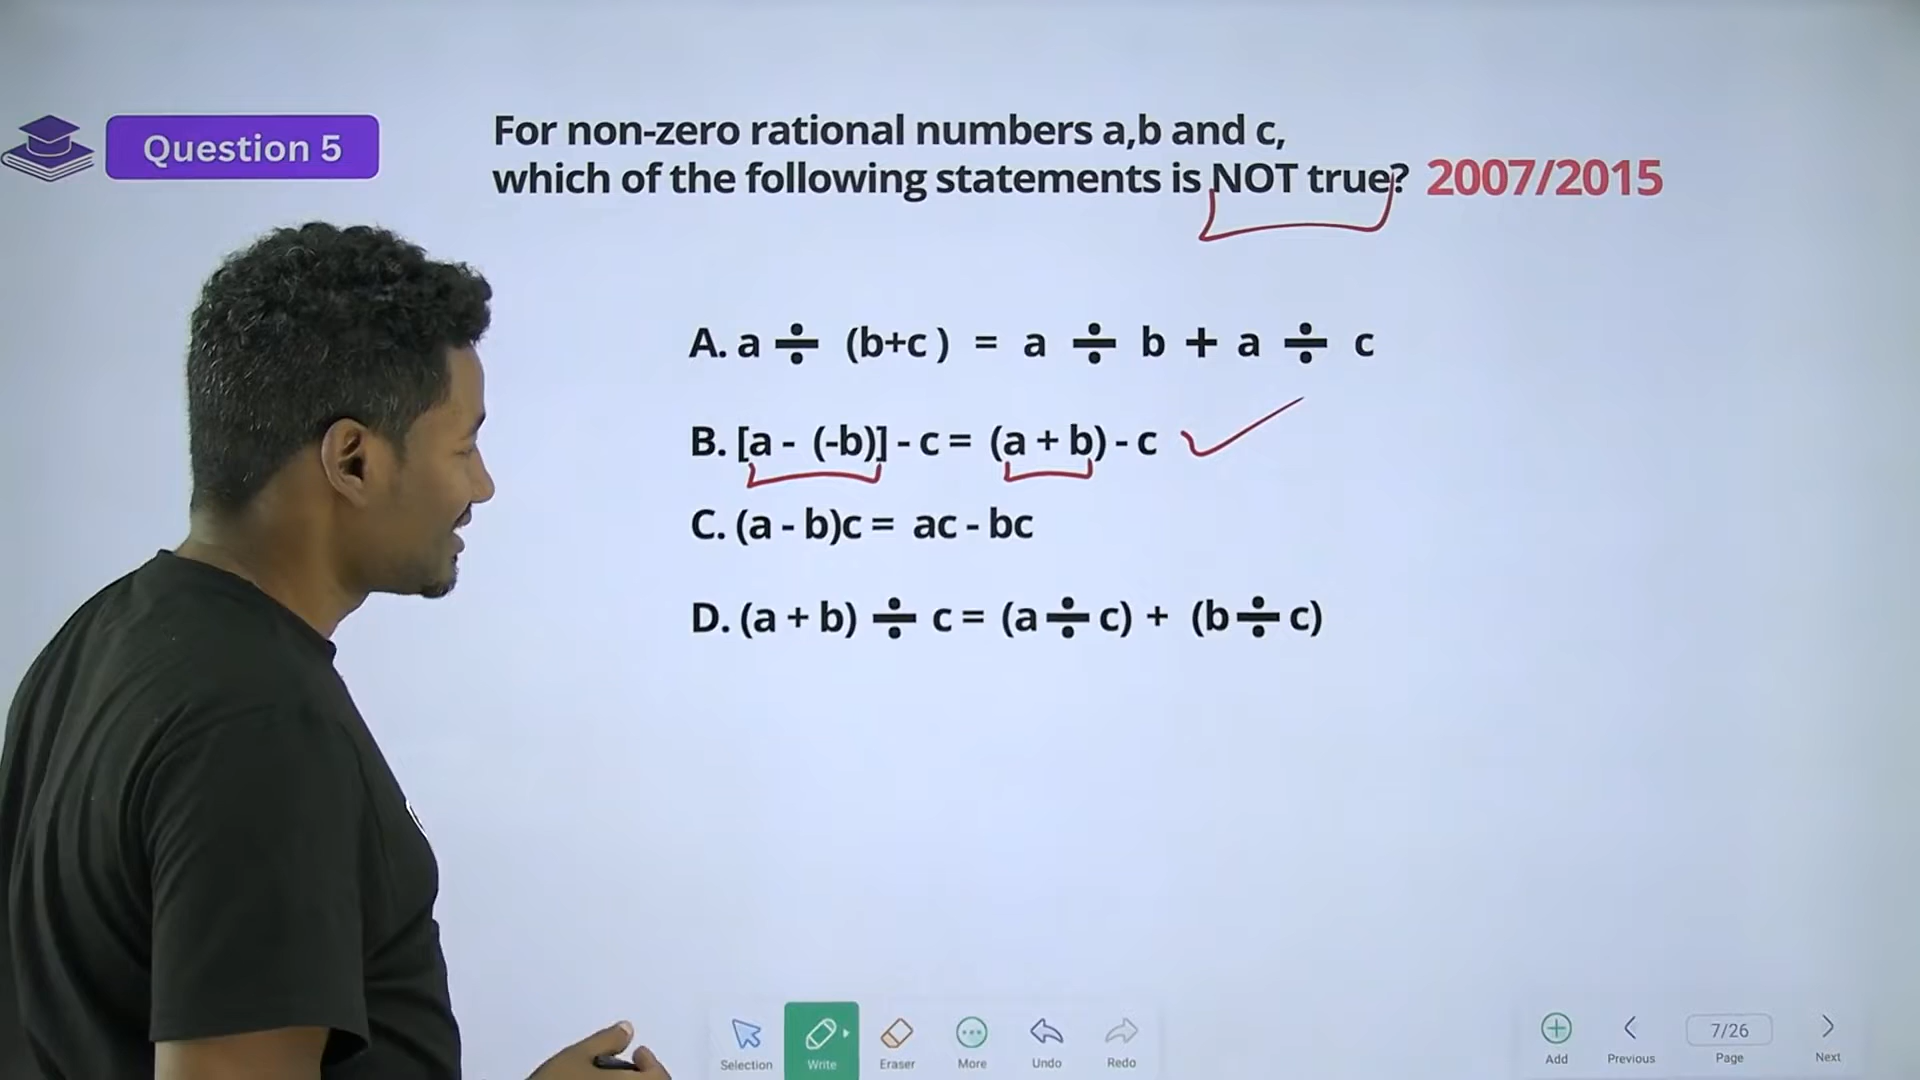 Question 5
For non-zero rational numbers a,b and c,
which of the following statements is NOT true? 2007/2015
A. a ÷ (b+c ) = a ÷ b + a ÷ c
B. [a - (-b)] - c = (a + b) - c
C. (a - b)c = ac - bc
D. (a + b) ÷ c = (a ÷ c) + (b ÷ c)
Selection
Write
Eraser
More
Undo
Redo
Add
Previous
7/26
Page
Next